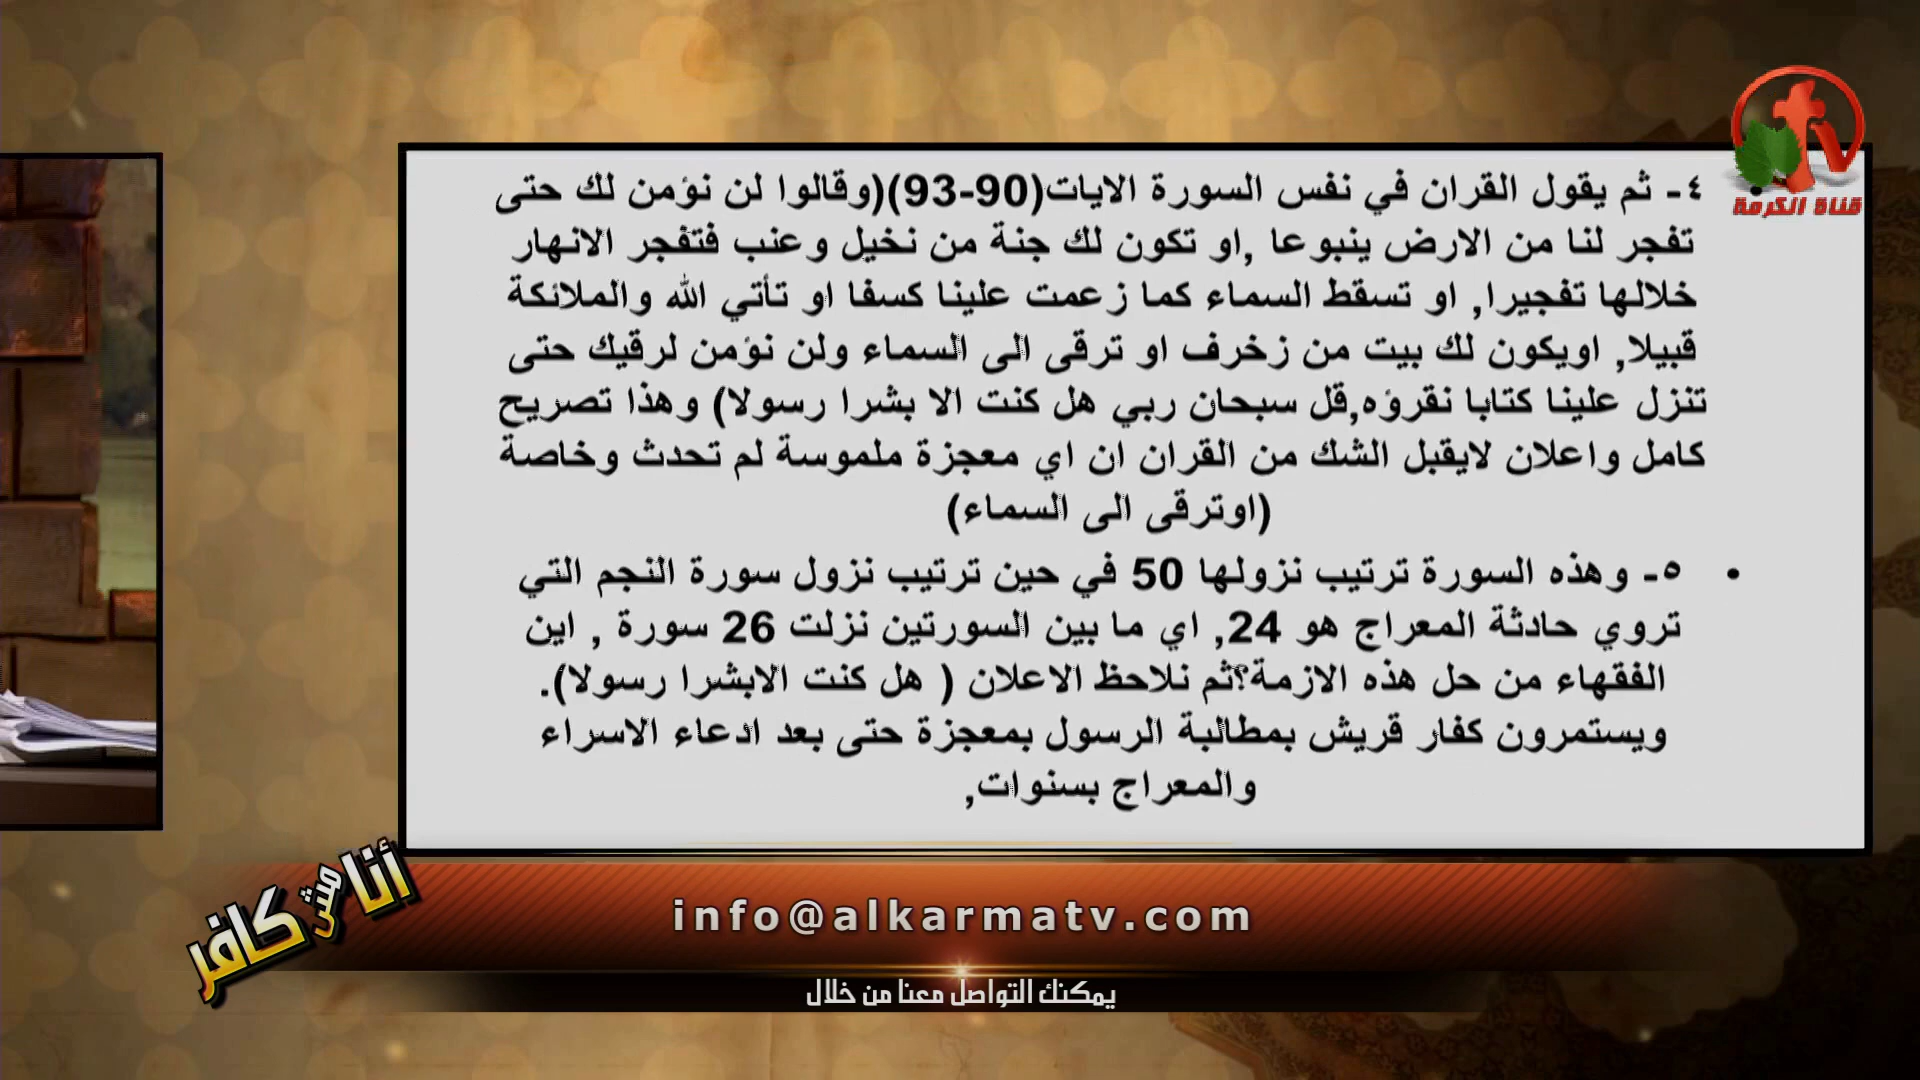 قناة الكرمة
٤- ثم يقول القران في نفس السورة الايات(90-93)(وقالوا لن نؤمن لك حتى
تفجر لنا من الارض ينبوعا ,او تكون لك جنة من نخيل وعنب فتفجر الانهار
خلالها تفجيرا, او تسقط السماء كما زعمت علينا كسفا او تأتي الله والملائكة
قبيلا, اويكون لك بيت من زخرف او ترقى الى السماء ولن نؤمن لرقيك حتى
تنزل علينا كتابا نقرؤه,قل سبحان ربي هل كنت الا بشرا رسولا) وهذا تصريح
كامل واعلان لايقبل الشك من القران ان اي معجزة ملموسة لم تحدث وخاصة
(اوترقى الى السماء)
• ٥- وهذه السورة ترتيب نزولها 50 في حين ترتيب نزول سورة النجم التي
تروي حادثة المعراج هو 24, اي ما بين السورتين نزلت 26 سورة , اين
الفقهاء من حل هذه الازمة؟ثم نلاحظ الاعلان ( هل كنت الابشرا رسولا).
ويستمرون كفار قريش بمطالبة الرسول بمعجزة حتى بعد ادعاء الاسراء
والمعراج بسنوات,
أنا مش كافر
info@alkarmatv.com
يمكنك التواصل معنا من خلال